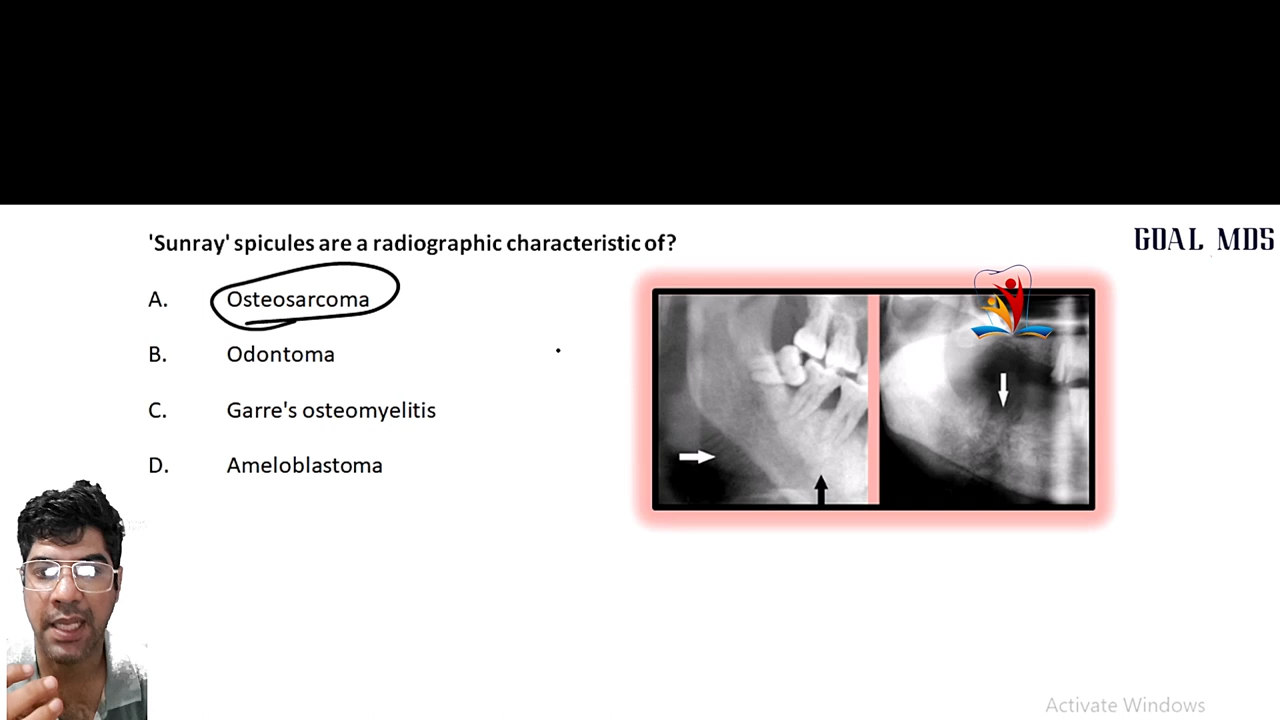 'Sunray' spicules are a radiographic characteristic of?
GOAL MDS
A. Osteosarcoma
B. Odontoma
C. Garre's osteomyelitis
D. Ameloblastoma
Activate Windows